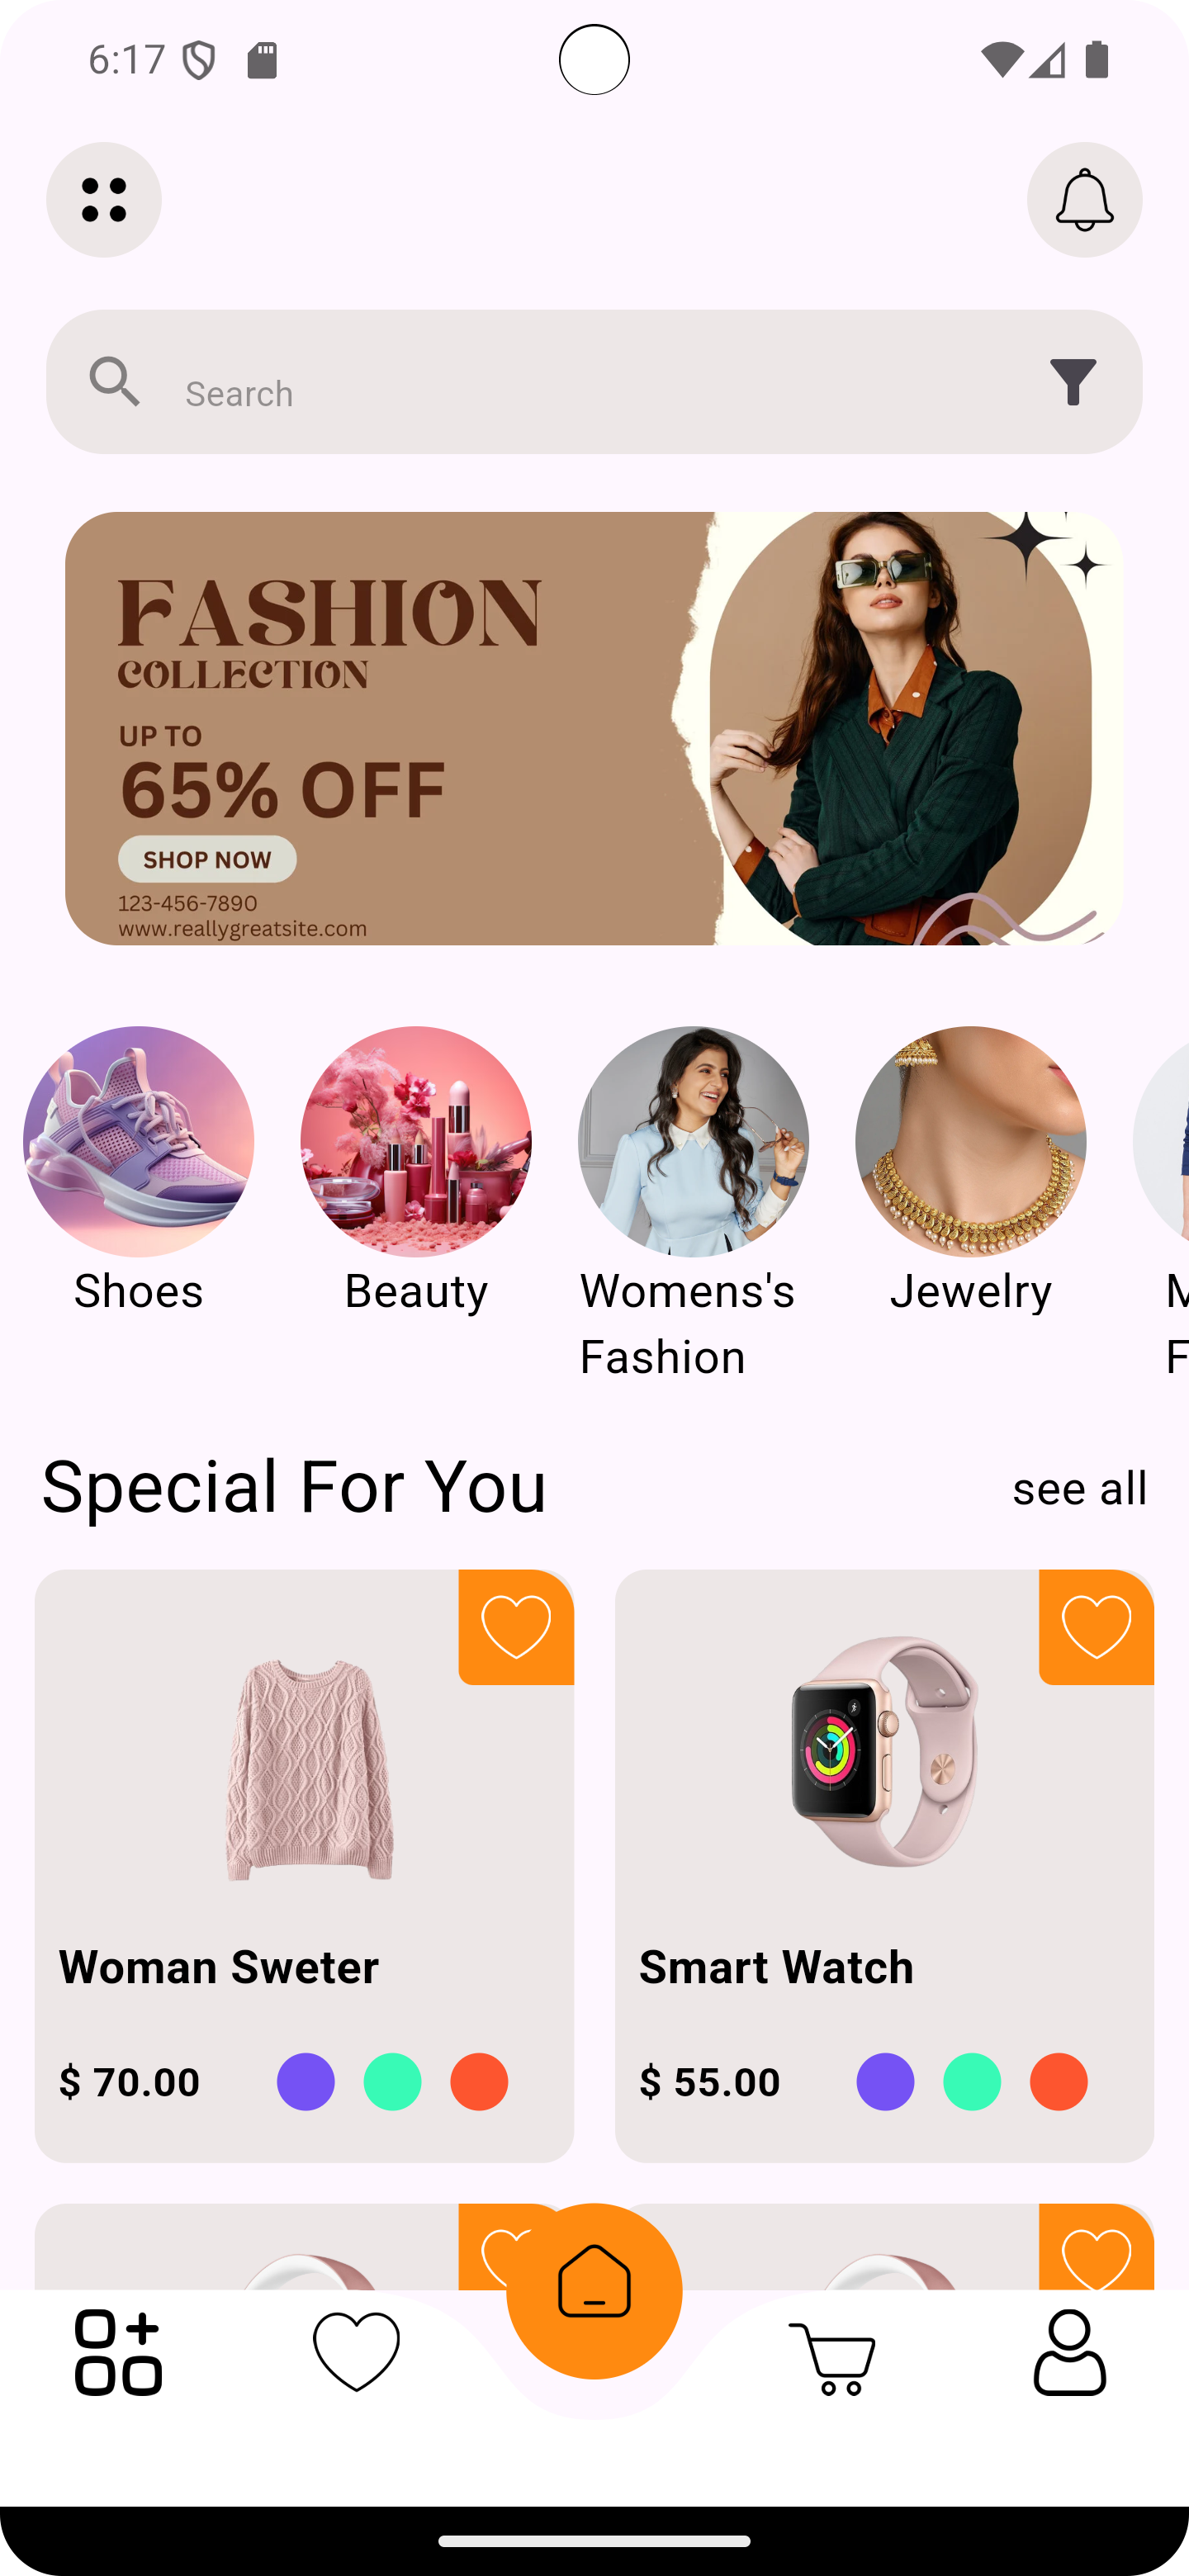 6:17
Search
FASHION
COLLECTION
UP TO
65% OFF
SHOP NOW
123-456-7890
www.reallygreatsite.com
Shoes
Beauty
Womens's
Fashion
Jewelry
M
F
Special For You
see all
Woman Sweter
$ 70.00
Smart Watch
$ 55.00